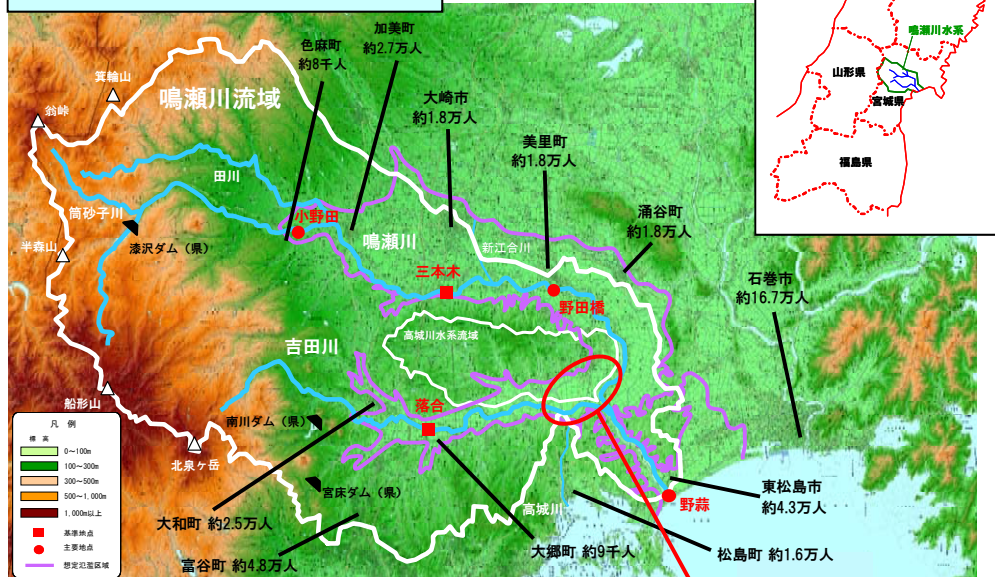 鳴瀬川流域
箕輪山
翁峠
色麻町
約8千人
加美町
約2.7万人
大崎市
約1.8万人
美里町
約1.8万人
涌谷町
約1.8万人
石巻市
約16.7万人
田川
筒砂子川
半森山
漆沢ダム（県）
小野田
鳴瀬川
三本木
新江合川
野田橋
高城川水系流域
吉田川
船形山
南川ダム（県）
落合
北泉ヶ岳
宮床ダム（県）
大和町 約2.5万人
富谷町 約4.8万人
大郷町 約9千人
高城川
松島町 約1.6万人
野蒜
東松島市
約4.3万人
凡 例
標 高
0～100m
100～300m
300～500m
500～1,000m
1,000m以上
基準地点
主要地点
想定氾濫区域
鳴瀬川水系
山形県
宮城県
福島県